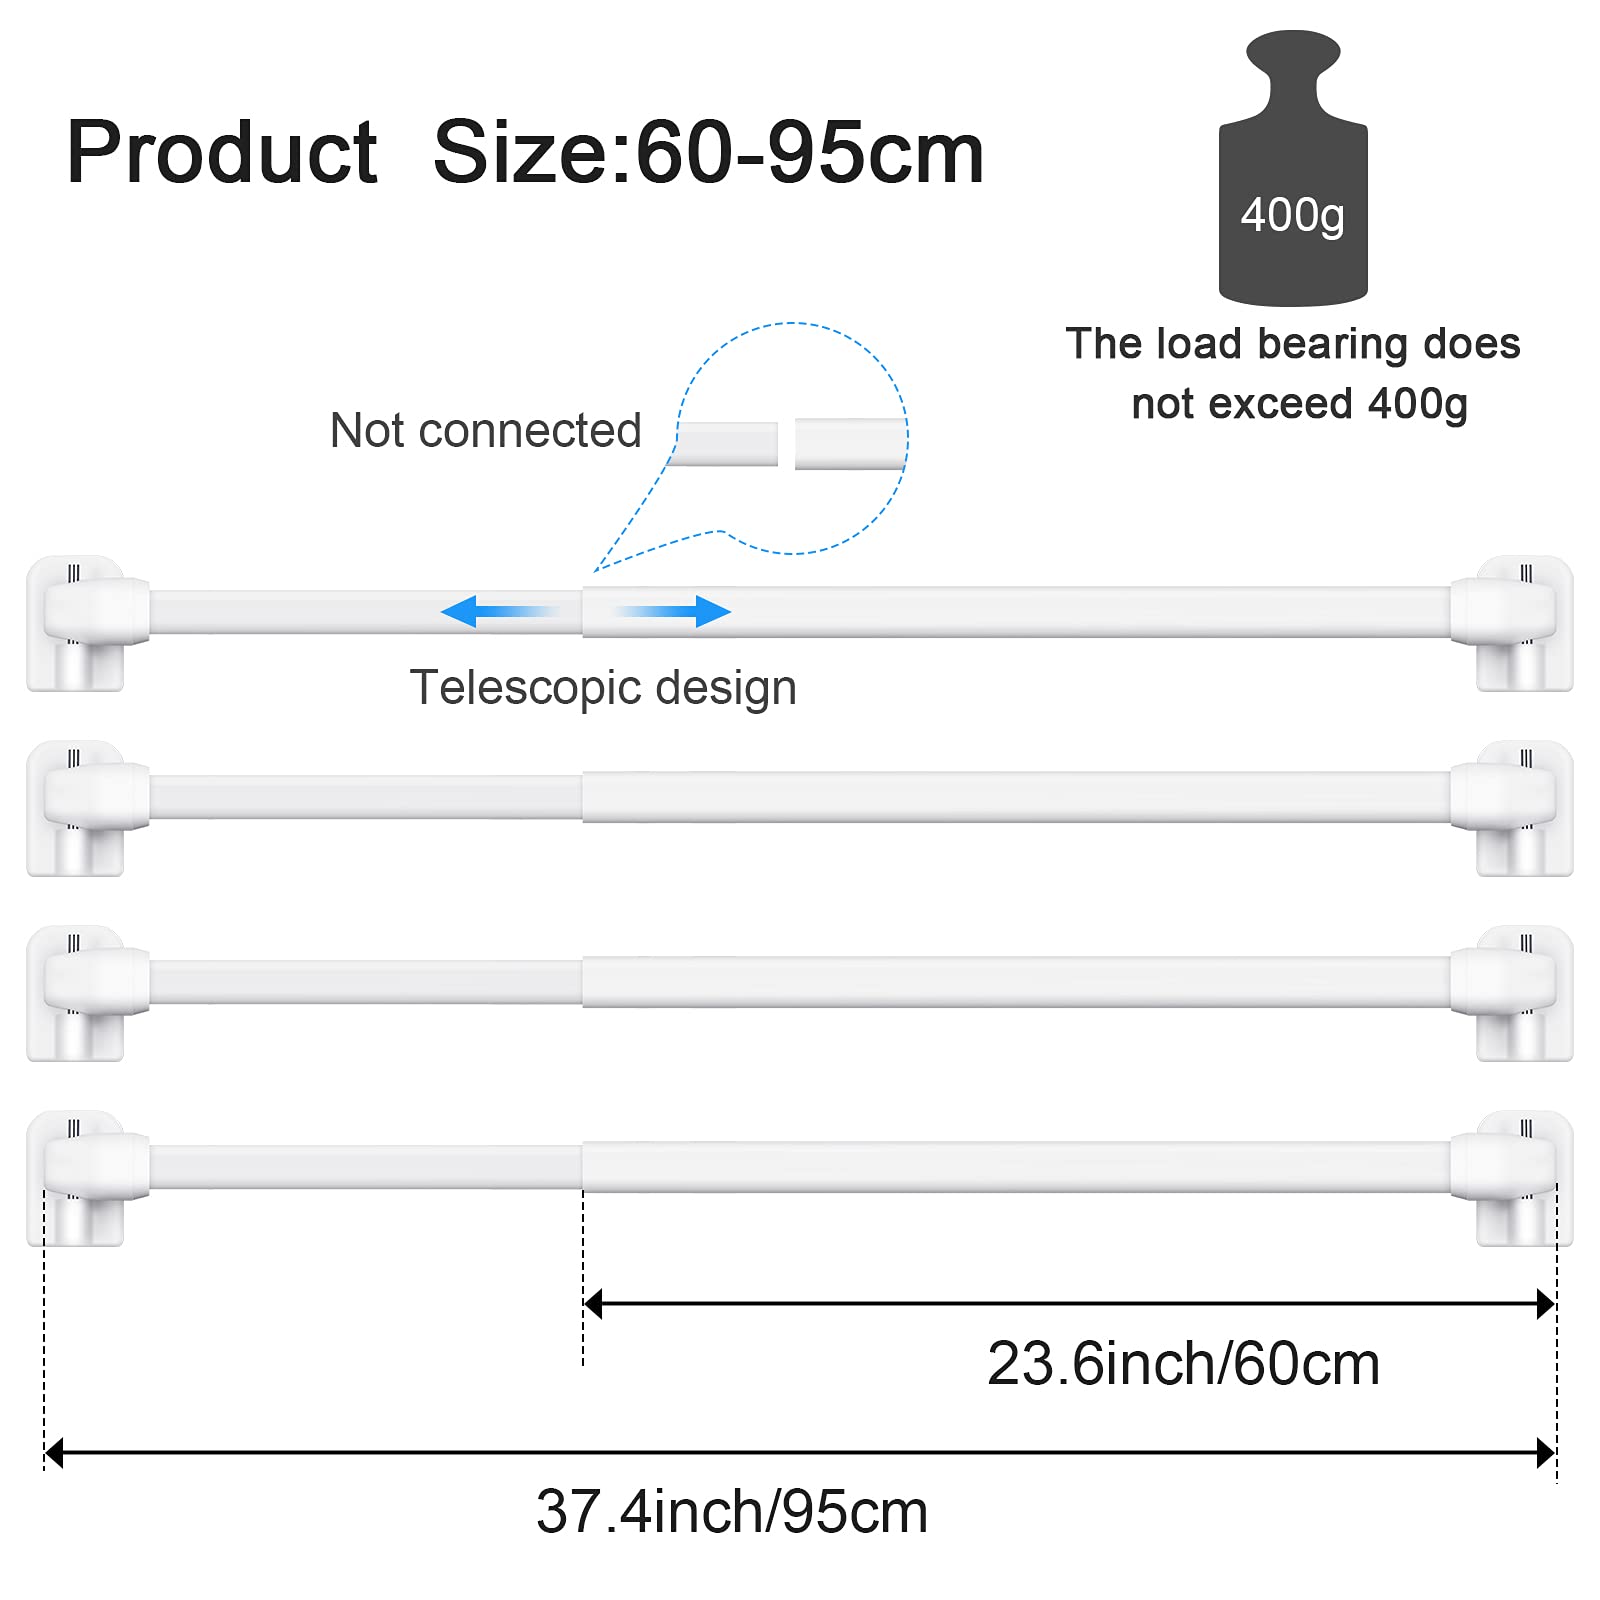 Product Size:60-95cm
400g
The load bearing does
not exceed 400g
Not connected
Telescopic design
23.6inch/60cm
37.4inch/95cm